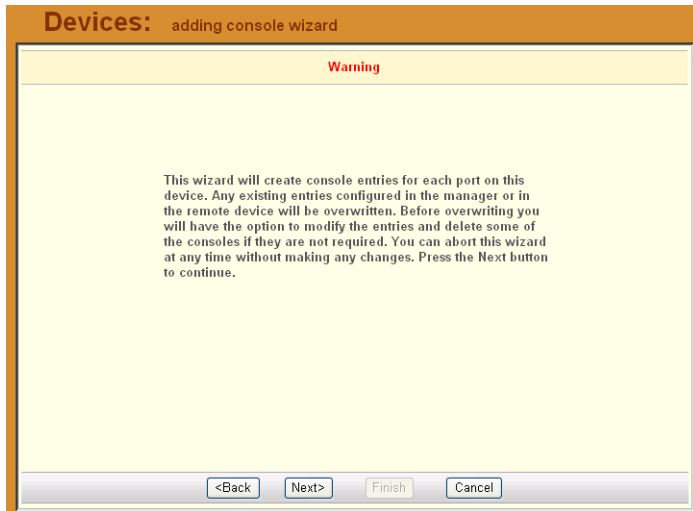 Devices: adding console wizard
Warning
This wizard will create console entries for each port on this
device. Any existing entries configured in the manager or in
the remote device will be overwritten. Before overwriting you
will have the option to modify the entries and delete some of
the consoles if they are not required. You can abort this wizard
at any time without making any changes. Press the Next button
to continue.
<Back Next> Finish Cancel